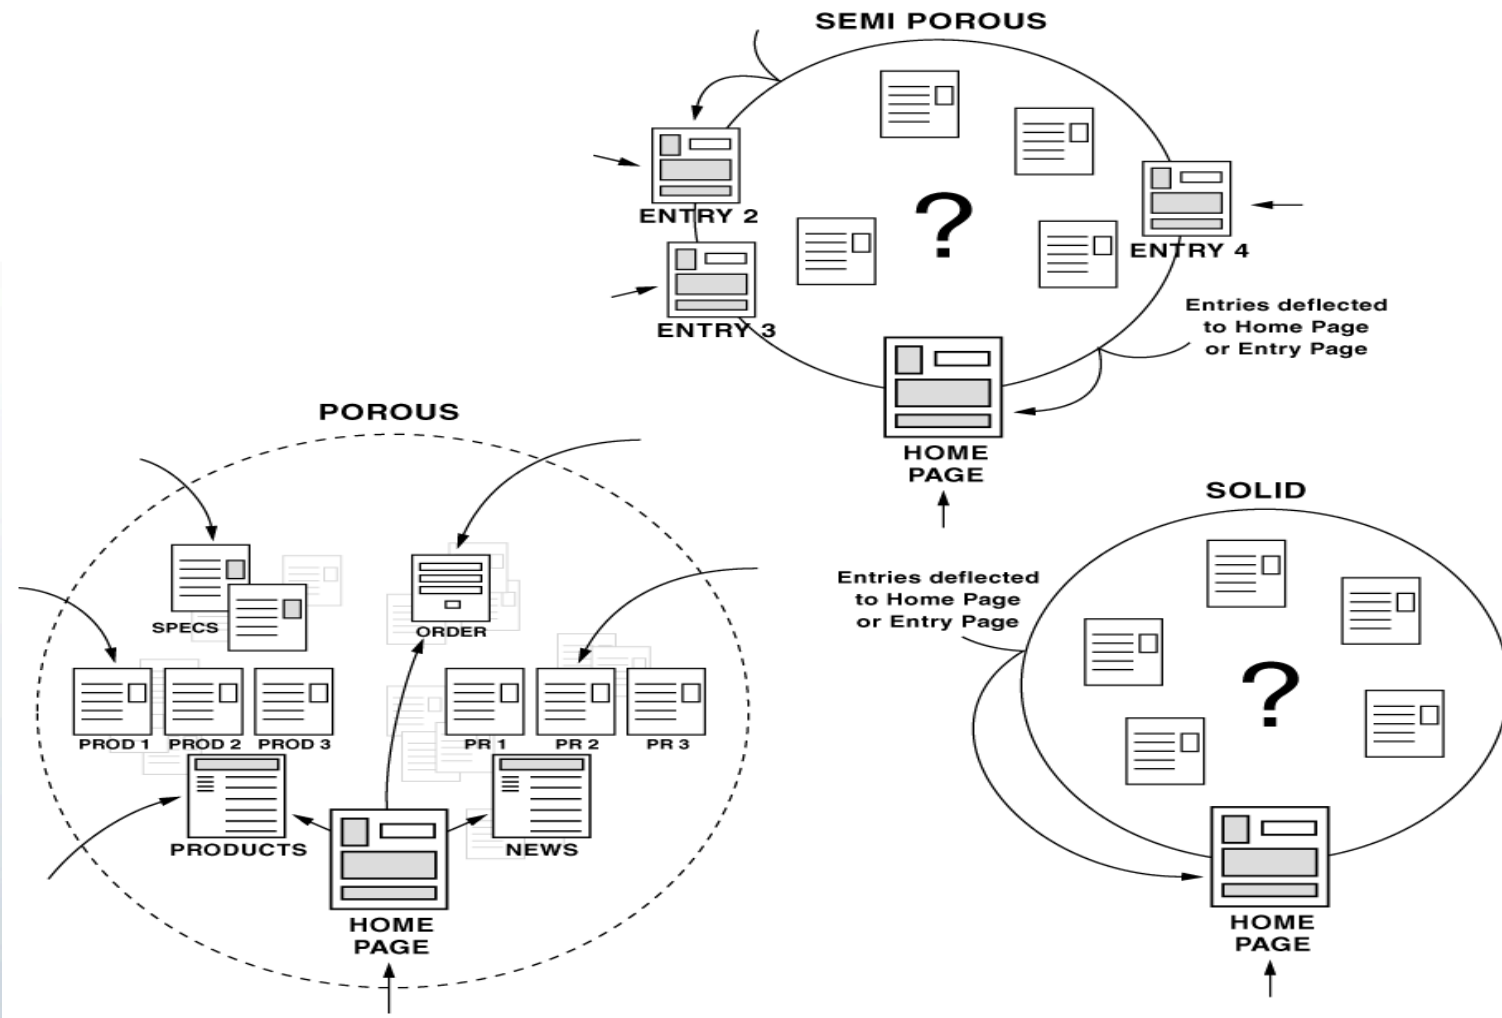 SEMI POROUS
?
ENTRY 2
ENTRY 3
ENTRY 4
Entries deflected
to Home Page
or Entry Page
HOME
PAGE
POROUS
SPECS
ORDER
PROD 1
PROD 2
PROD 3
PR 1
PR 2
PR 3
PRODUCTS
NEWS
HOME
PAGE
SOLID
Entries deflected
to Home Page
or Entry Page
?
HOME
PAGE